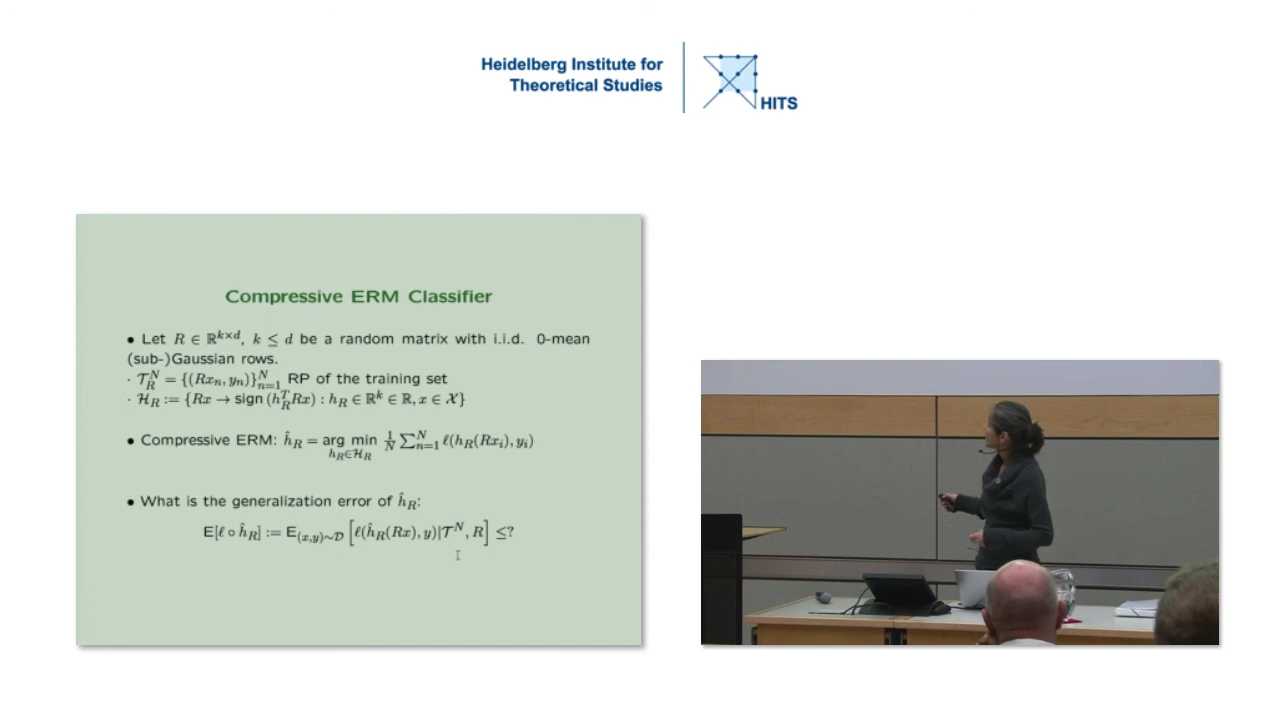 Heidelberg Institute for
Theoretical Studies
HITS
Compressive ERM Classifier
• Let R ∈ ℝ^{k×d}, k ≤ d be a random matrix with i.i.d. 0-mean
(sub-)Gaussian rows.
· 𝒯_R^N = {(Rx_n, y_n)}_{n=1}^N RP of the training set
· ℋ_R := {Rx → sign (h_R^T Rx) : h_R ∈ ℝ^k ∈ ℝ, x ∈ 𝒳}
• Compressive ERM: ĥ_R = arg min_{h_R∈ℋ_R} 1/N ∑_{n=1}^N ℓ(h_R(Rx_i), y_i)
• What is the generalization error of ĥ_R:
E[ℓ ∘ ĥ_R] := E_{(x,y)∼𝒟} [ℓ(ĥ_R(Rx), y)|𝒯^N, R] ≤?